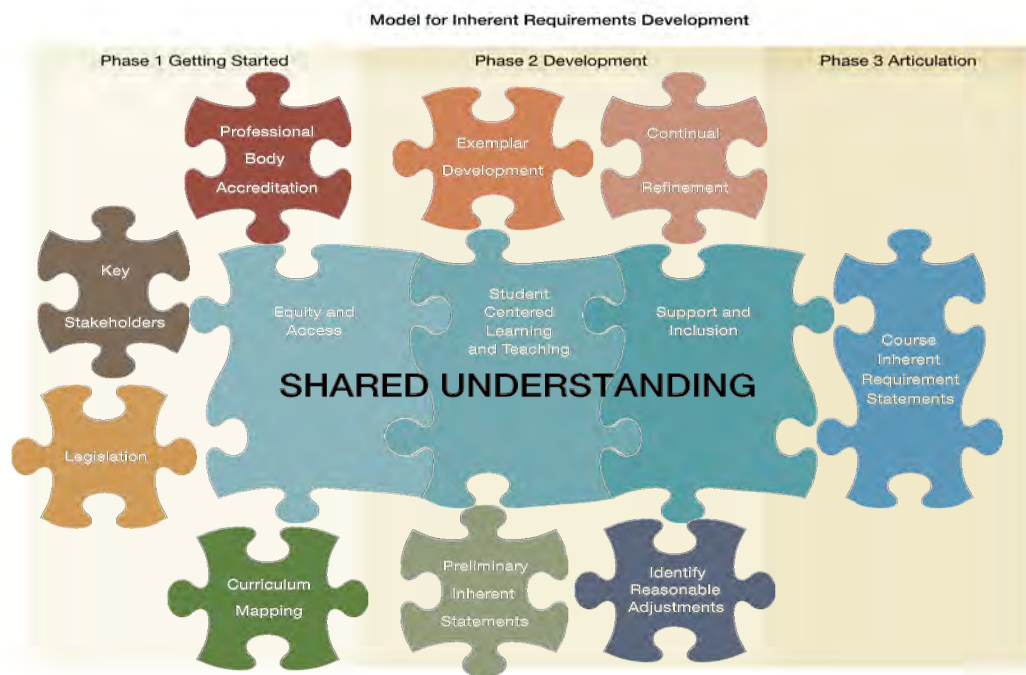 Model for Inherent Requirements Development
Phase 1 Getting Started
Phase 2 Development
Phase 3 Articulation
Professional
Body
Accreditation
Exemplar
Development
Continual
Refinement
Key
Stakeholders
Equity and
Access
Student
Centered
Learning
and Teaching
Support and
Inclusion
Course
Inherent
Requirement
Statements
SHARED UNDERSTANDING
Legislation
Curriculum
Mapping
Preliminary
Inherent
Statements
Identify
Reasonable
Adjustments